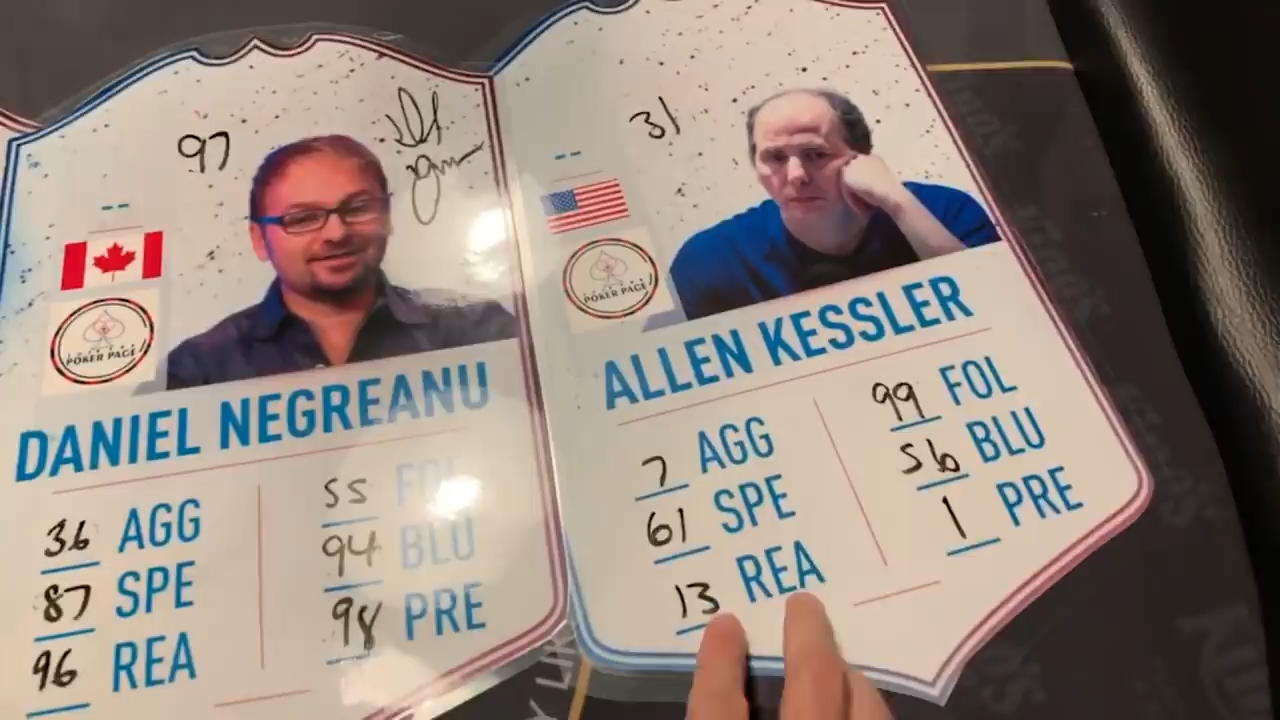 97
--
POKER PAGE
DANIEL NEGREANU
36 AGG
87 SPE
96 REA
55 FOL
94 BLU
98 PRE
31
--
POKER PAGE
ALLEN KESSLER
7 AGG
61 SPE
13 REA
99 FOL
56 BLU
1 PRE